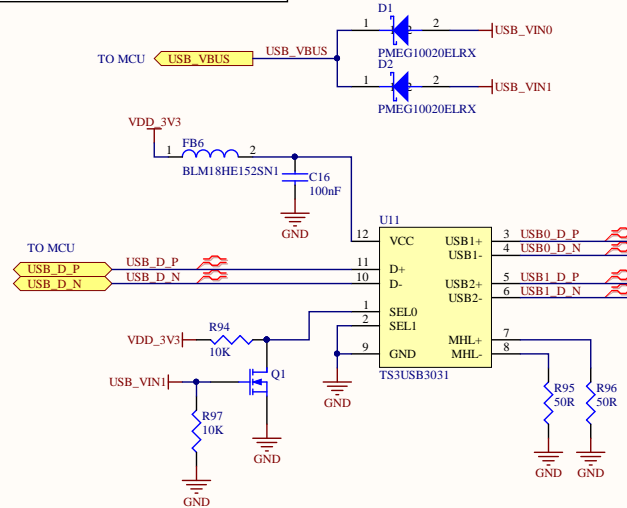 D1
1 2 USB_VIN0
PMEG10020ELRX
TO MCU USB_VBUS USB_VBUS
D2
1 2 USB_VIN1
PMEG10020ELRX
VDD_3V3
FB6
1 2
BLM18HE152SN1
C16
100nF
GND
U11
12 VCC USB1+ 3 USB0_D_P
USB1- 4 USB0_D_N
TO MCU
USB_D_P USB_D_P 11 D+
USB_D_N USB_D_N 10 D-
USB2+ 5 USB1_D_P
USB2- 6 USB1_D_N
1 SEL0
2 SEL1
R94
VDD_3V3
10K
9 GND
MHL+ 7
MHL- 8
TS3USB3031
Q1
USB_VIN1
GND
R97
10K
GND
GND
R95
50R
R96
50R
GND
GND